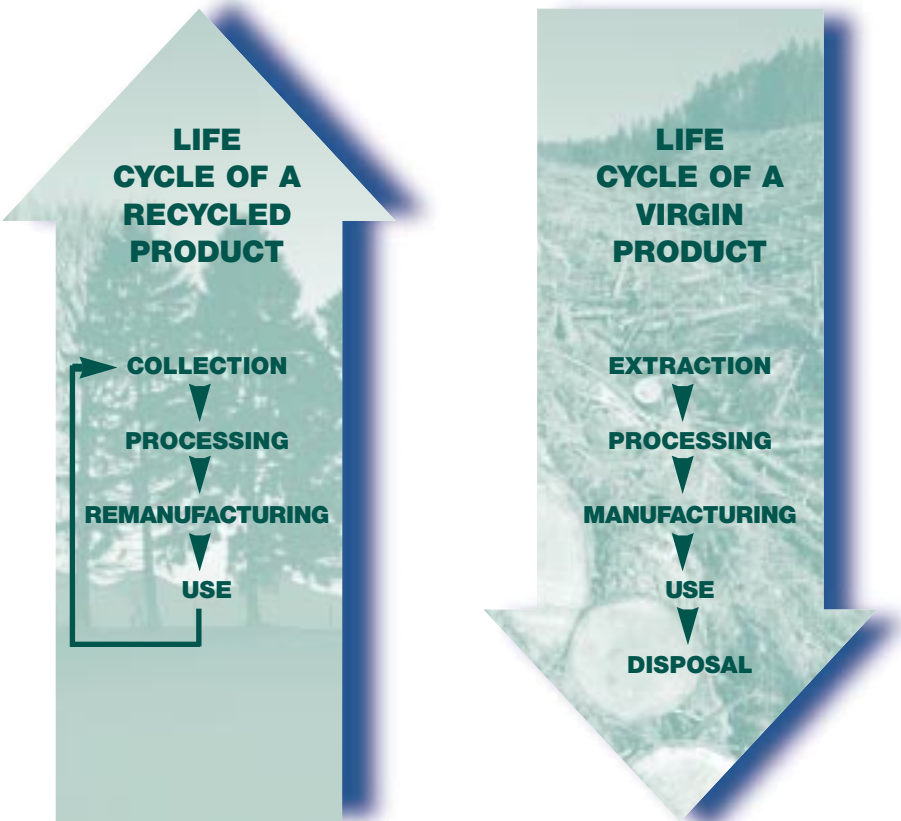 LIFE
CYCLE OF A
RECYCLED
PRODUCT
COLLECTION
PROCESSING
REMANUFACTURING
USE
LIFE
CYCLE OF A
VIRGIN
PRODUCT
EXTRACTION
PROCESSING
MANUFACTURING
USE
DISPOSAL